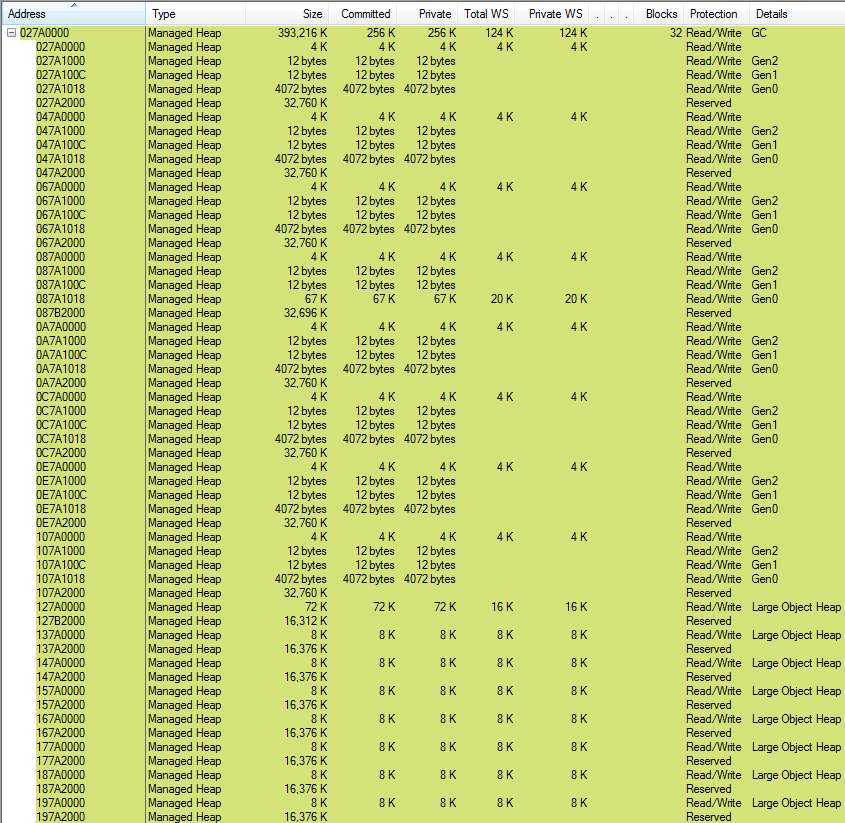 Address Type Size Committed Private Total WS Private WS . . . Blocks Protection Details
027A0000 Managed Heap 393,216 K 256 K 256 K 124 K 124 K 32 Read/Write GC
027A0000 Managed Heap 4 K 4 K 4 K 4 K 4 K Read/Write
027A1000 Managed Heap 12 bytes 12 bytes 12 bytes Read/Write Gen2
027A100C Managed Heap 12 bytes 12 bytes 12 bytes Read/Write Gen1
027A1018 Managed Heap 4072 bytes 4072 bytes 4072 bytes Read/Write Gen0
027A2000 Managed Heap 32,760 K Reserved
047A0000 Managed Heap 4 K 4 K 4 K 4 K 4 K Read/Write
047A1000 Managed Heap 12 bytes 12 bytes 12 bytes Read/Write Gen2
047A100C Managed Heap 12 bytes 12 bytes 12 bytes Read/Write Gen1
047A1018 Managed Heap 4072 bytes 4072 bytes 4072 bytes Read/Write Gen0
047A2000 Managed Heap 32,760 K Reserved
067A0000 Managed Heap 4 K 4 K 4 K 4 K 4 K Read/Write
067A1000 Managed Heap 12 bytes 12 bytes 12 bytes Read/Write Gen2
067A100C Managed Heap 12 bytes 12 bytes 12 bytes Read/Write Gen1
067A1018 Managed Heap 4072 bytes 4072 bytes 4072 bytes Read/Write Gen0
067A2000 Managed Heap 32,760 K Reserved
087A0000 Managed Heap 4 K 4 K 4 K 4 K 4 K Read/Write
087A1000 Managed Heap 12 bytes 12 bytes 12 bytes Read/Write Gen2
087A100C Managed Heap 12 bytes 12 bytes 12 bytes Read/Write Gen1
087A1018 Managed Heap 67 K 67 K 67 K 20 K 20 K Read/Write Gen0
087B2000 Managed Heap 32,696 K Reserved
0A7A0000 Managed Heap 4 K 4 K 4 K 4 K 4 K Read/Write
0A7A1000 Managed Heap 12 bytes 12 bytes 12 bytes Read/Write Gen2
0A7A100C Managed Heap 12 bytes 12 bytes 12 bytes Read/Write Gen1
0A7A1018 Managed Heap 4072 bytes 4072 bytes 4072 bytes Read/Write Gen0
0A7A2000 Managed Heap 32,760 K Reserved
0C7A0000 Managed Heap 4 K 4 K 4 K 4 K 4 K Read/Write
0C7A1000 Managed Heap 12 bytes 12 bytes 12 bytes Read/Write Gen2
0C7A100C Managed Heap 12 bytes 12 bytes 12 bytes Read/Write Gen1
0C7A1018 Managed Heap 4072 bytes 4072 bytes 4072 bytes Read/Write Gen0
0C7A2000 Managed Heap 32,760 K Reserved
0E7A0000 Managed Heap 4 K 4 K 4 K 4 K 4 K Read/Write
0E7A1000 Managed Heap 12 bytes 12 bytes 12 bytes Read/Write Gen2
0E7A100C Managed Heap 12 bytes 12 bytes 12 bytes Read/Write Gen1
0E7A1018 Managed Heap 4072 bytes 4072 bytes 4072 bytes Read/Write Gen0
0E7A2000 Managed Heap 32,760 K Reserved
107A0000 Managed Heap 4 K 4 K 4 K 4 K 4 K Read/Write
107A1000 Managed Heap 12 bytes 12 bytes 12 bytes Read/Write Gen2
107A100C Managed Heap 12 bytes 12 bytes 12 bytes Read/Write Gen1
107A1018 Managed Heap 4072 bytes 4072 bytes 4072 bytes Read/Write Gen0
107A2000 Managed Heap 32,760 K Reserved
127A0000 Managed Heap 72 K 72 K 72 K 16 K 16 K Read/Write Large Object Heap
127B2000 Managed Heap 16,312 K Reserved
137A0000 Managed Heap 8 K 8 K 8 K 8 K 8 K Read/Write Large Object Heap
137A2000 Managed Heap 16,376 K Reserved
147A0000 Managed Heap 8 K 8 K 8 K 8 K 8 K Read/Write Large Object Heap
147A2000 Managed Heap 16,376 K Reserved
157A0000 Managed Heap 8 K 8 K 8 K 8 K 8 K Read/Write Large Object Heap
157A2000 Managed Heap 16,376 K Reserved
167A0000 Managed Heap 8 K 8 K 8 K 8 K 8 K Read/Write Large Object Heap
167A2000 Managed Heap 16,376 K Reserved
177A0000 Managed Heap 8 K 8 K 8 K 8 K 8 K Read/Write Large Object Heap
177A2000 Managed Heap 16,376 K Reserved
187A0000 Managed Heap 8 K 8 K 8 K 8 K 8 K Read/Write Large Object Heap
187A2000 Managed Heap 16,376 K Reserved
197A0000 Managed Heap 8 K 8 K 8 K 8 K 8 K Read/Write Large Object Heap
197A2000 Managed Heap 16,376 K Reserved